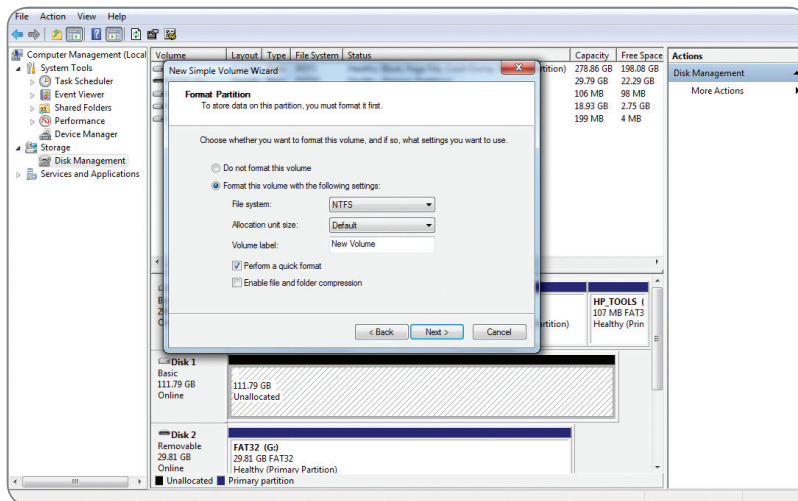 File Action View Help
Computer Management (Local
System Tools
Task Scheduler
Event Viewer
Shared Folders
Performance
Device Manager
Storage
Disk Management
Services and Applications
Volume Layout Type File System Status Capacity Free Space
rtition) 278.86 GB 198.08 GB
29.79 GB 22.29 GB
106 MB 98 MB
18.93 GB 2.75 GB
199 MB 4 MB
Actions
Disk Management
More Actions
New Simple Volume Wizard
Format Partition
To store data on this partition, you must format it first.
Choose whether you want to format this volume, and if so, what settings you want to use.
Do not format this volume
Format this volume with the following settings:
File system: NTFS
Allocation unit size: Default
Volume label: New Volume
Perform a quick format
Enable file and folder compression
< Back Next > Cancel
artition)
HP_TOOLS (
107 MB FAT3
Healthy (Prin
Disk 1
Basic
111.79 GB
Online
111.79 GB
Unallocated
Disk 2
Removable
29.81 GB
Online
FAT32 (G:)
29.81 GB FAT32
Healthy (Primary Partition)
Unallocated Primary partition